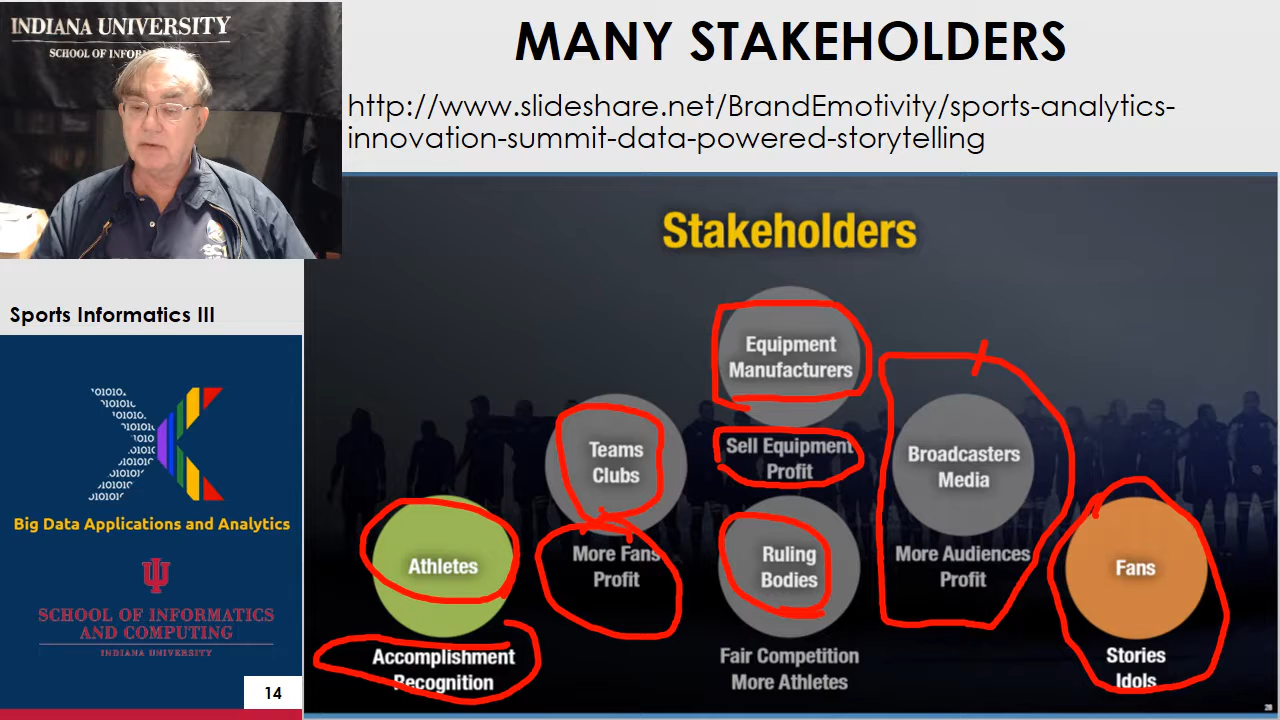 INDIANA UNIVERSITY
MANY STAKEHOLDERS
http://www.slideshare.net/BrandEmotivity/sports-analytics-
innovation-summit-data-powered-storytelling
Sports Informatics III
Big Data Applications and Analytics
SCHOOL OF INFORMATICS
AND COMPUTING
INDIANA UNIVERSITY
14
Stakeholders
Athletes
Accomplishment
Recognition
Teams
Clubs
More Fans
Profit
Equipment
Manufacturers
Sell Equipment
Profit
Ruling
Bodies
Fair Competition
More Athletes
Broadcasters
Media
More Audiences
Profit
Fans
Stories
Idols
28